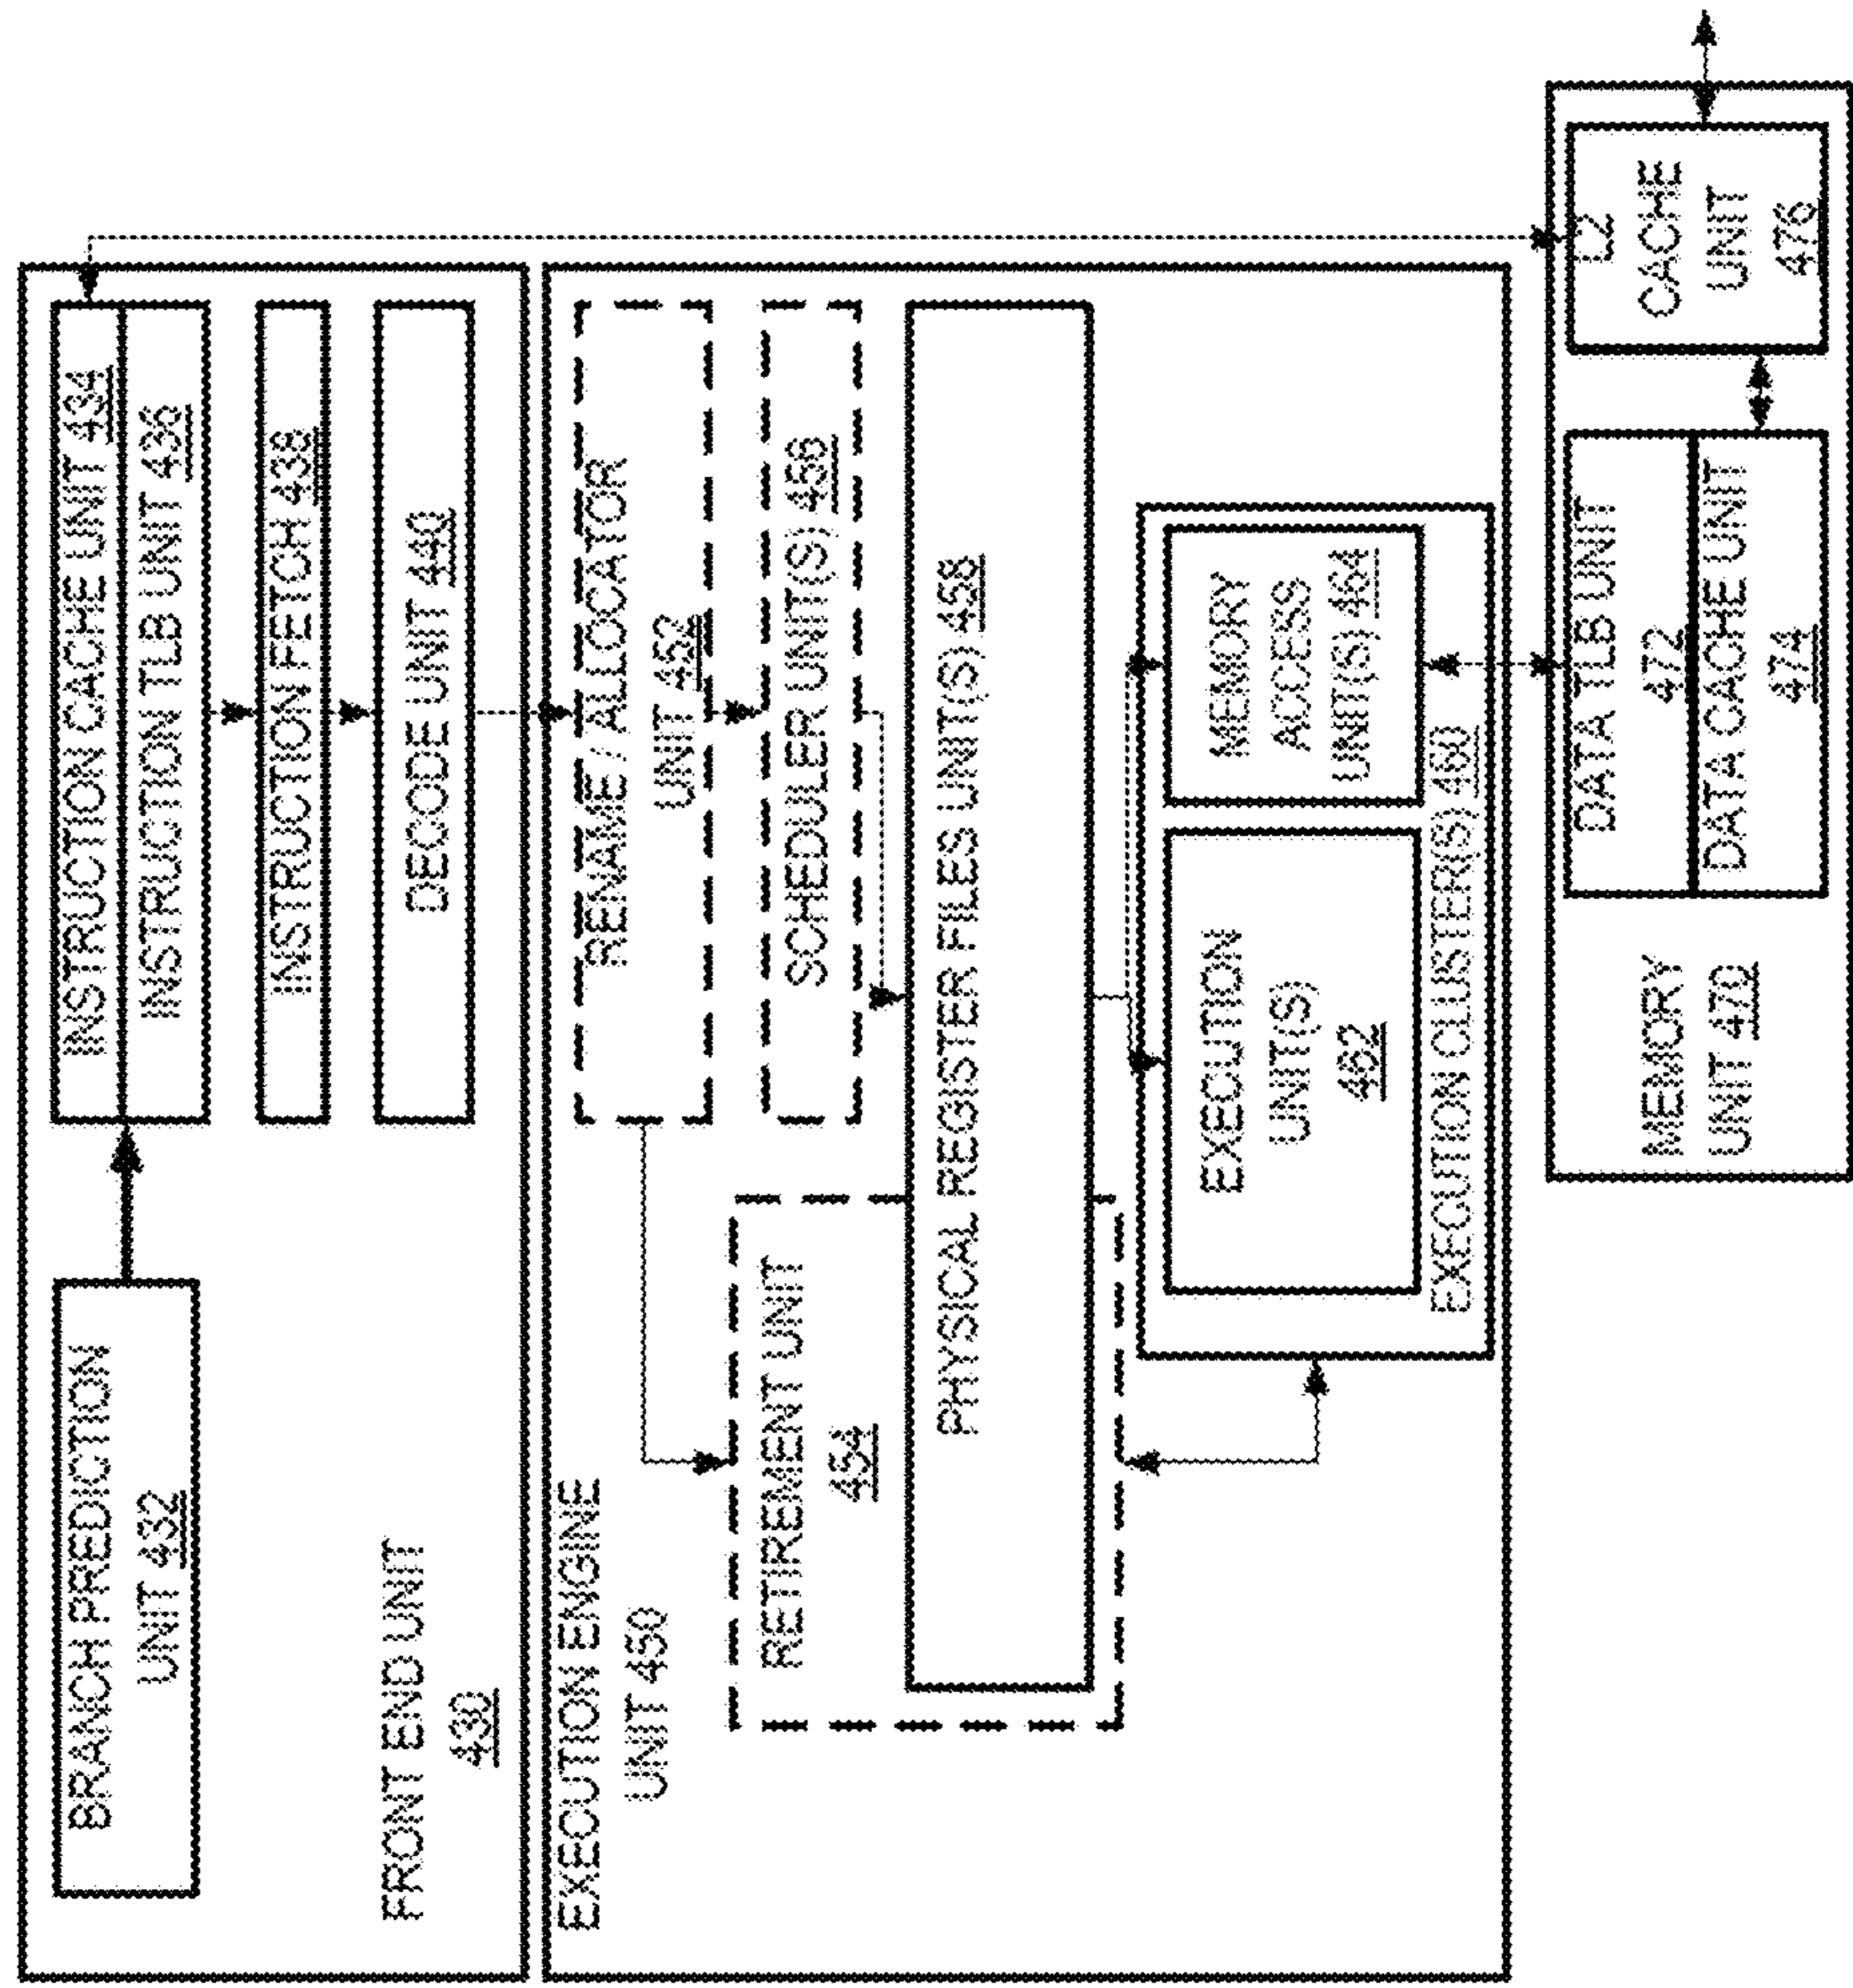 BRANCH PREDICTION
UNIT 432
INSTRUCTION CACHE UNIT 434
INSTRUCTION TLB UNIT 436
INSTRUCTION FETCH 438
DECODE UNIT 440
FRONT END UNIT
430
EXECUTION ENGINE
UNIT 450
RENAME / ALLOCATOR
UNIT 452
RETIREMENT UNIT
454
SCHEDULER UNIT(S) 456
PHYSICAL REGISTER FILES UNIT(S) 458
EXECUTION
UNIT(S)
462
MEMORY
ACCESS
UNIT(S) 464
EXECUTION CLUSTER(S) 460
MEMORY
UNIT 470
DATA TLB UNIT
472
DATA CACHE UNIT
474
L2
CACHE
UNIT
476